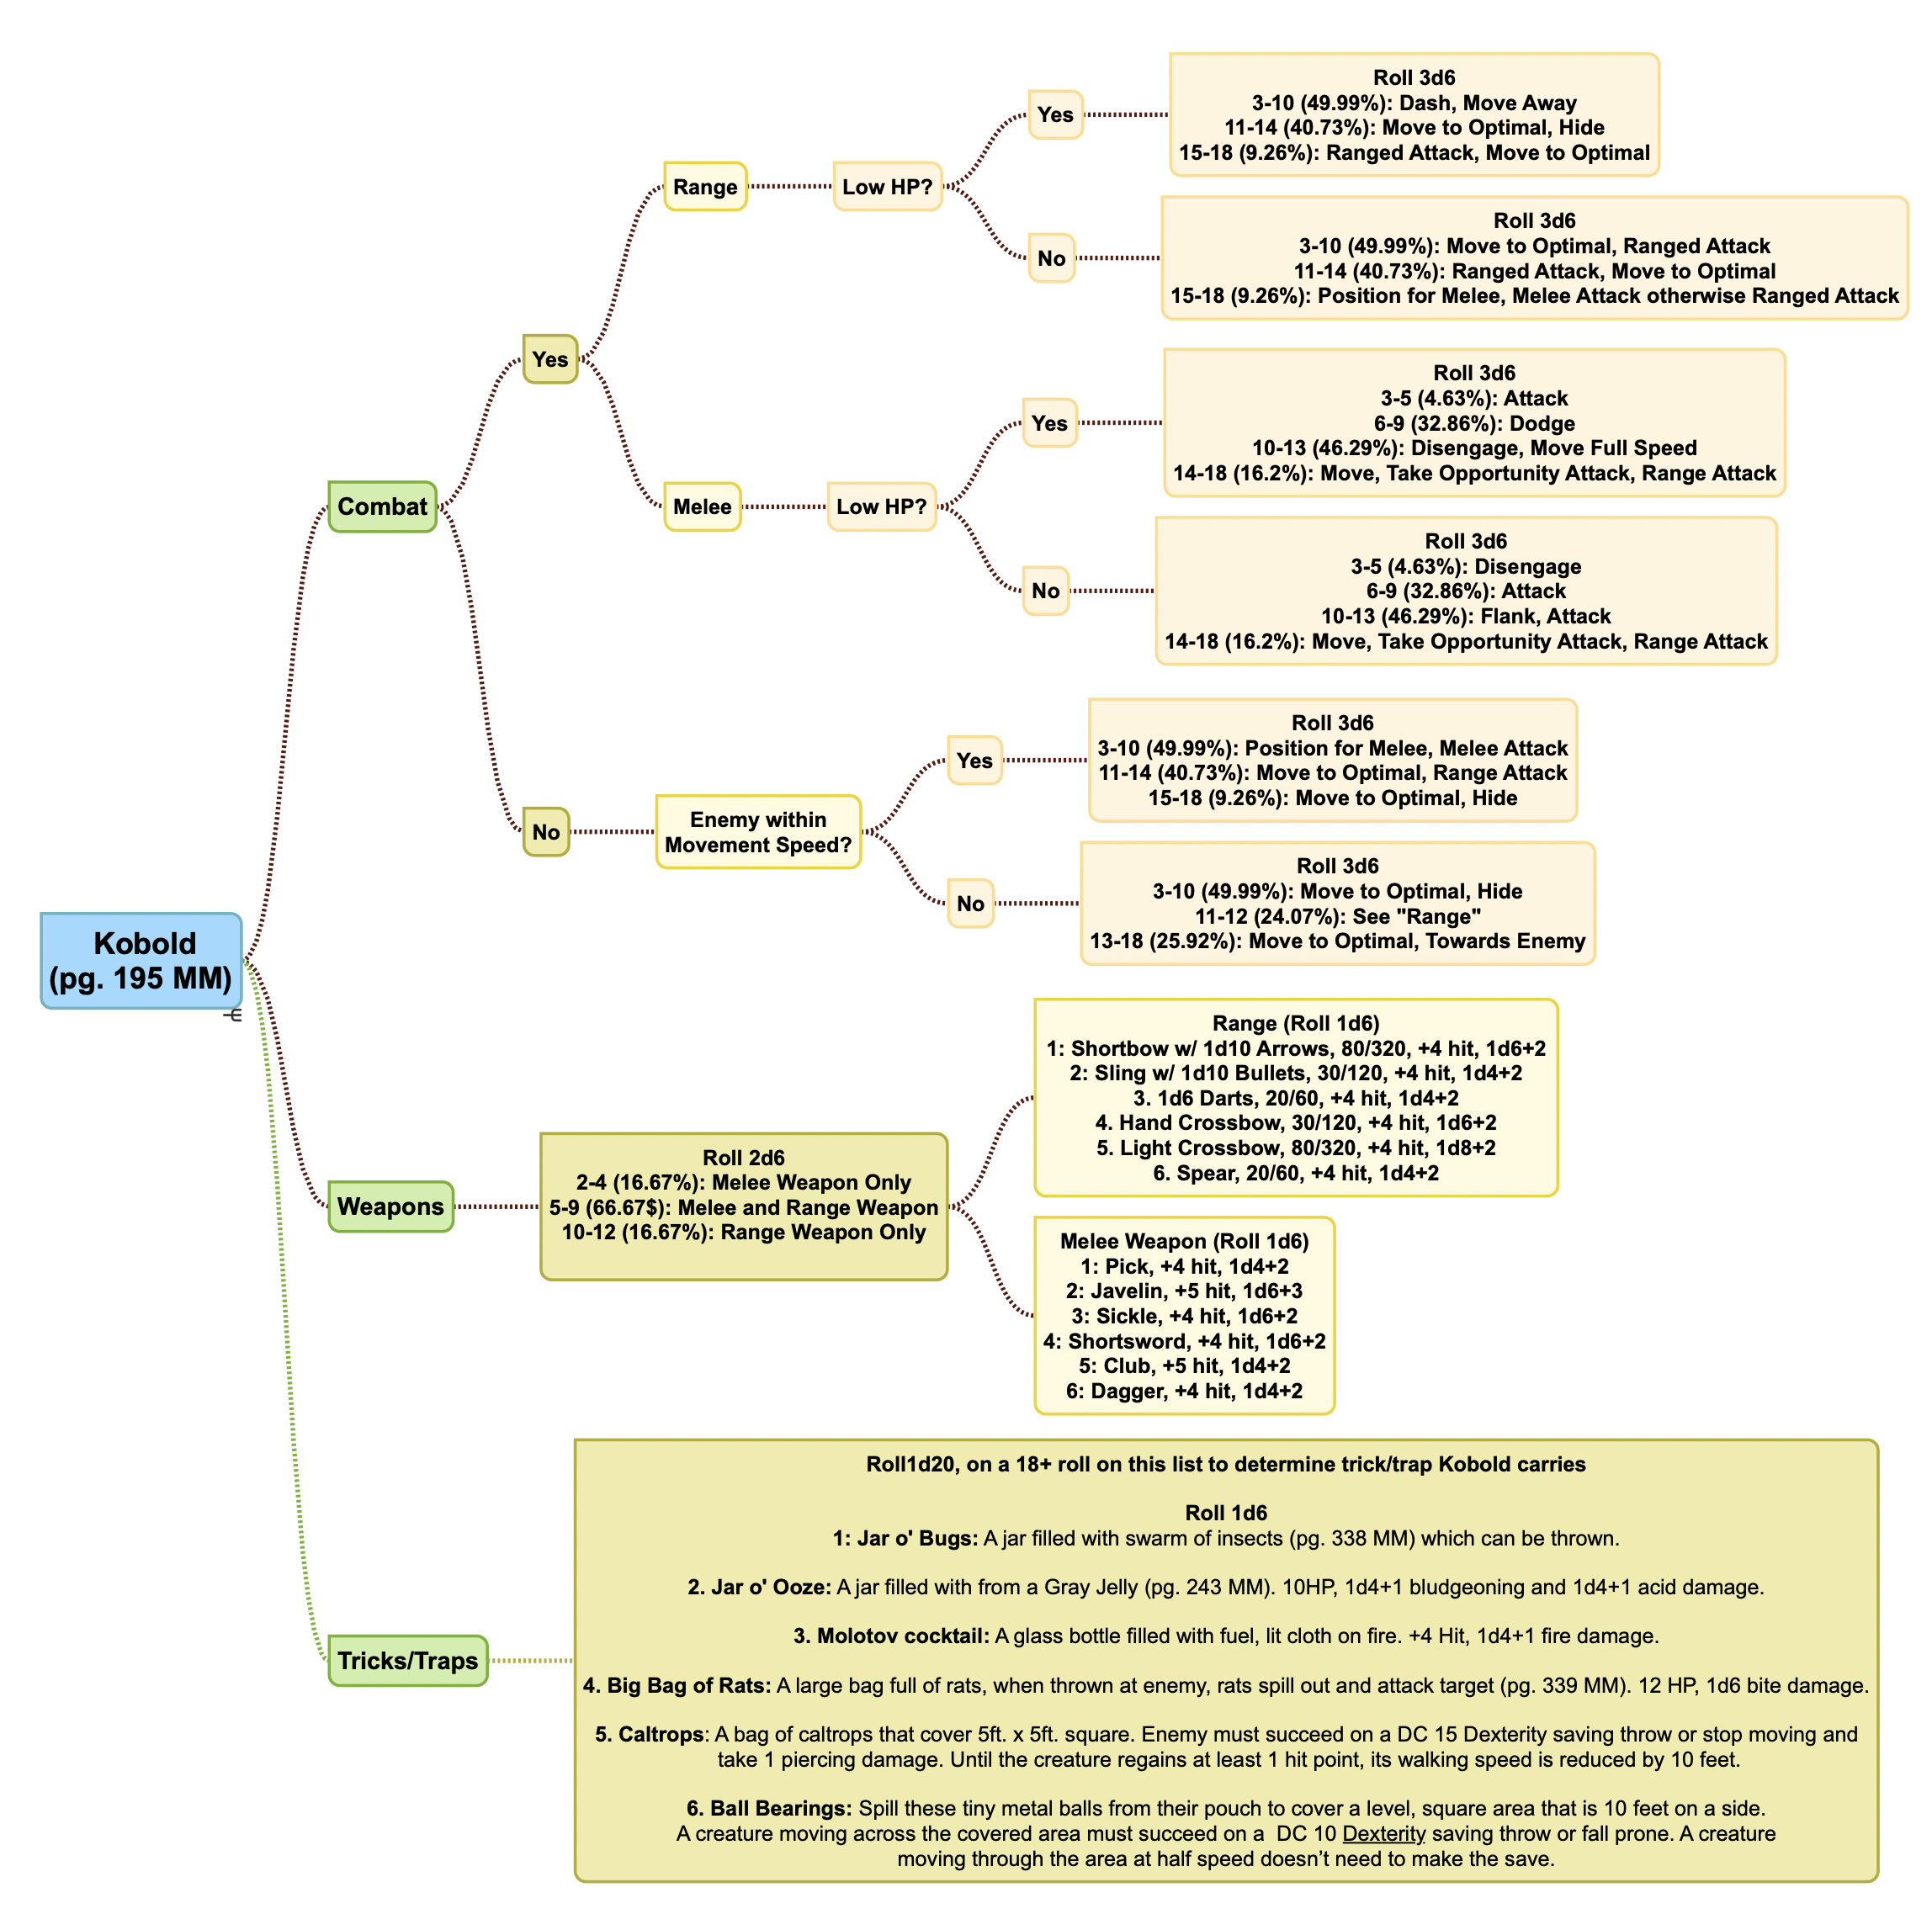 Kobold
(pg. 195 MM)
Combat
Yes
Range
Low HP?
Yes
Roll 3d6
3-10 (49.99%): Dash, Move Away
11-14 (40.73%): Move to Optimal, Hide
15-18 (9.26%): Ranged Attack, Move to Optimal
No
Roll 3d6
3-10 (49.99%): Move to Optimal, Ranged Attack
11-14 (40.73%): Ranged Attack, Move to Optimal
15-18 (9.26%): Position for Melee, Melee Attack otherwise Ranged Attack
Melee
Low HP?
Yes
Roll 3d6
3-5 (4.63%): Attack
6-9 (32.86%): Dodge
10-13 (46.29%): Disengage, Move Full Speed
14-18 (16.2%): Move, Take Opportunity Attack, Range Attack
No
Roll 3d6
3-5 (4.63%): Disengage
6-9 (32.86%): Attack
10-13 (46.29%): Flank, Attack
14-18 (16.2%): Move, Take Opportunity Attack, Range Attack
No
Enemy within
Movement Speed?
Yes
Roll 3d6
3-10 (49.99%): Position for Melee, Melee Attack
11-14 (40.73%): Move to Optimal, Range Attack
15-18 (9.26%): Move to Optimal, Hide
No
Roll 3d6
3-10 (49.99%): Move to Optimal, Hide
11-12 (24.07%): See "Range"
13-18 (25.92%): Move to Optimal, Towards Enemy
Weapons
Roll 2d6
2-4 (16.67%): Melee Weapon Only
5-9 (66.67$): Melee and Range Weapon
10-12 (16.67%): Range Weapon Only
Range (Roll 1d6)
1: Shortbow w/ 1d10 Arrows, 80/320, +4 hit, 1d6+2
2: Sling w/ 1d10 Bullets, 30/120, +4 hit, 1d4+2
3. 1d6 Darts, 20/60, +4 hit, 1d4+2
4. Hand Crossbow, 30/120, +4 hit, 1d6+2
5. Light Crossbow, 80/320, +4 hit, 1d8+2
6. Spear, 20/60, +4 hit, 1d4+2
Melee Weapon (Roll 1d6)
1: Pick, +4 hit, 1d4+2
2: Javelin, +5 hit, 1d6+3
3: Sickle, +4 hit, 1d6+2
4: Shortsword, +4 hit, 1d6+2
5: Club, +5 hit, 1d4+2
6: Dagger, +4 hit, 1d4+2
Tricks/Traps
Roll1d20, on a 18+ roll on this list to determine trick/trap Kobold carries
Roll 1d6
1: Jar o' Bugs: A jar filled with swarm of insects (pg. 338 MM) which can be thrown.
2. Jar o' Ooze: A jar filled with from a Gray Jelly (pg. 243 MM). 10HP, 1d4+1 bludgeoning and 1d4+1 acid damage.
3. Molotov cocktail: A glass bottle filled with fuel, lit cloth on fire. +4 Hit, 1d4+1 fire damage.
4. Big Bag of Rats: A large bag full of rats, when thrown at enemy, rats spill out and attack target (pg. 339 MM). 12 HP, 1d6 bite damage.
5. Caltrops: A bag of caltrops that cover 5ft. x 5ft. square. Enemy must succeed on a DC 15 Dexterity saving throw or stop moving and
take 1 piercing damage. Until the creature regains at least 1 hit point, its walking speed is reduced by 10 feet.
6. Ball Bearings: Spill these tiny metal balls from their pouch to cover a level, square area that is 10 feet on a side.
A creature moving across the covered area must succeed on a  DC 10 Dexterity saving throw or fall prone. A creature
moving through the area at half speed doesn’t need to make the save.